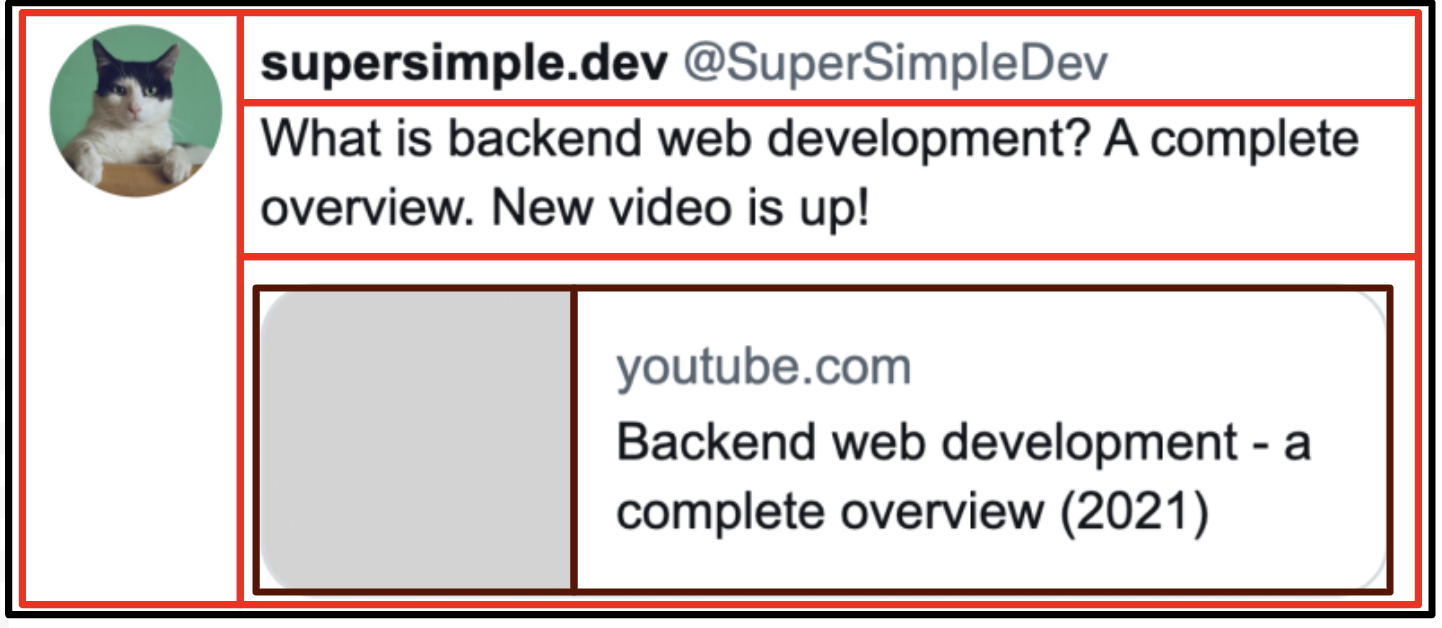 supersimple.dev @SuperSimpleDev
What is backend web development? A complete
overview. New video is up!
youtube.com
Backend web development - a
complete overview (2021)